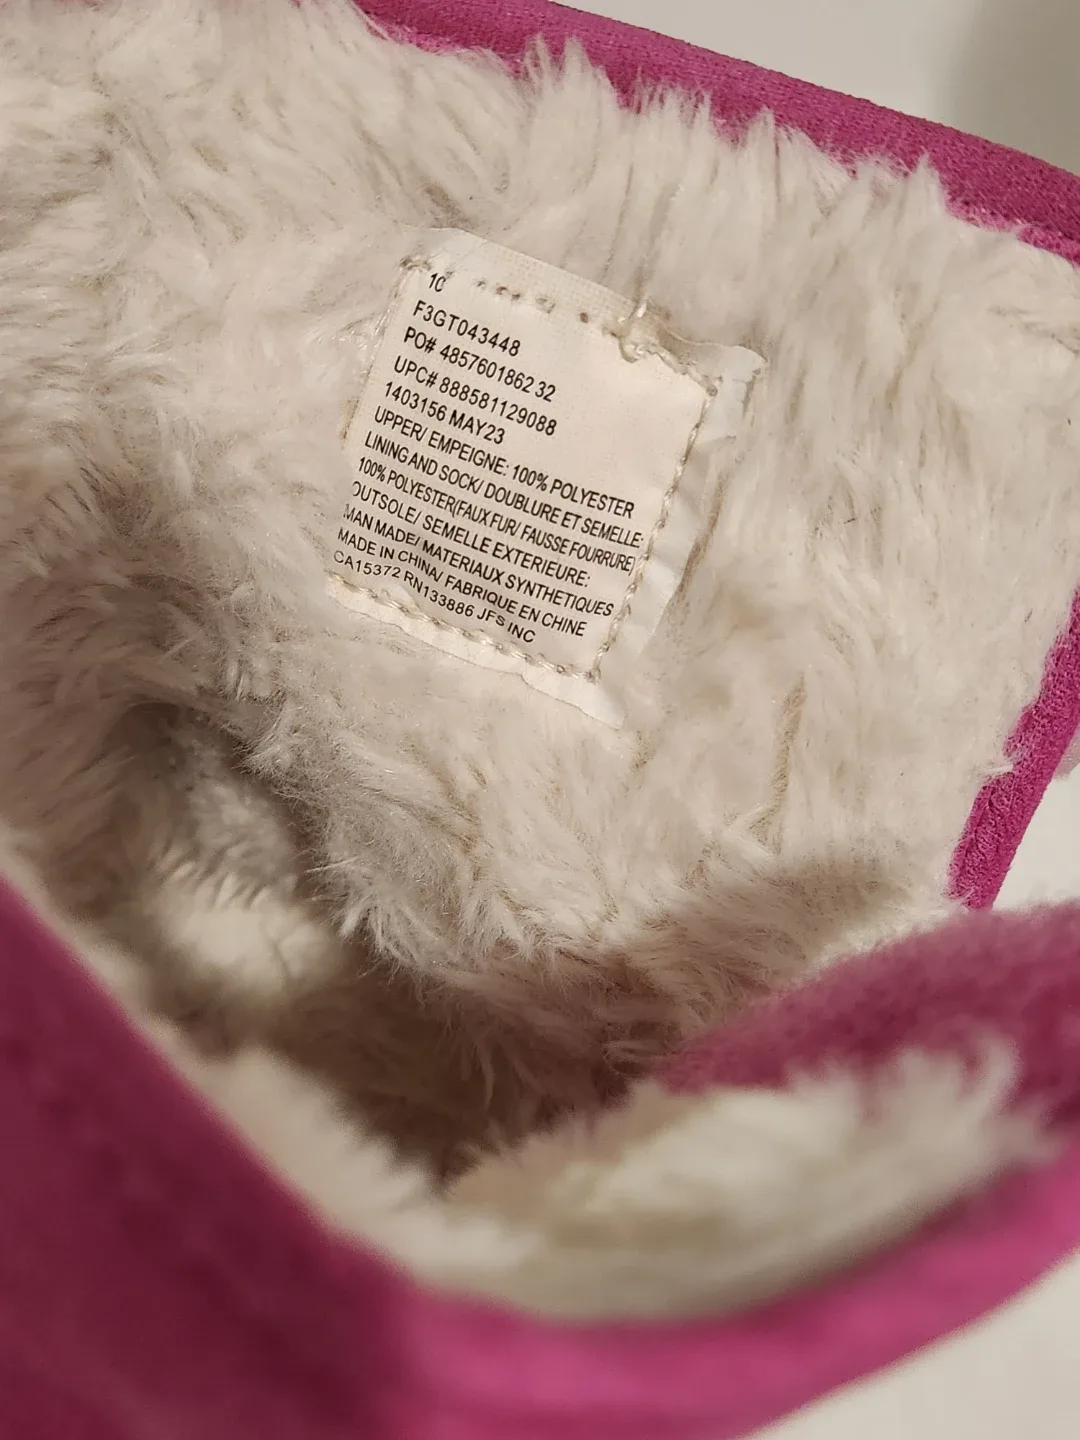 10
F3GT043448
PO# 4857601862 32
UPC# 888581129088
1403156 MAY23
UPPER/ EMPEIGNE: 100% POLYESTER
LINING AND SOCK/ DOUBLURE ET SEMELLE:
100% POLYESTER(FAUX FUR/ FAUSSE FOURRURE)
OUTSOLE/ SEMELLE EXTERIEURE:
MAN MADE/ MATERIAUX SYNTHETIQUES
MADE IN CHINA/ FABRIQUE EN CHINE
CA15372 RN133886 JFS INC